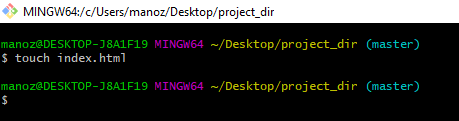 MINGW64:/c/Users/manoz/Desktop/project_dir
manoz@DESKTOP-J8A1F19 MINGW64 ~/Desktop/project_dir (master)
$ touch index.html
manoz@DESKTOP-J8A1F19 MINGW64 ~/Desktop/project_dir (master)
$